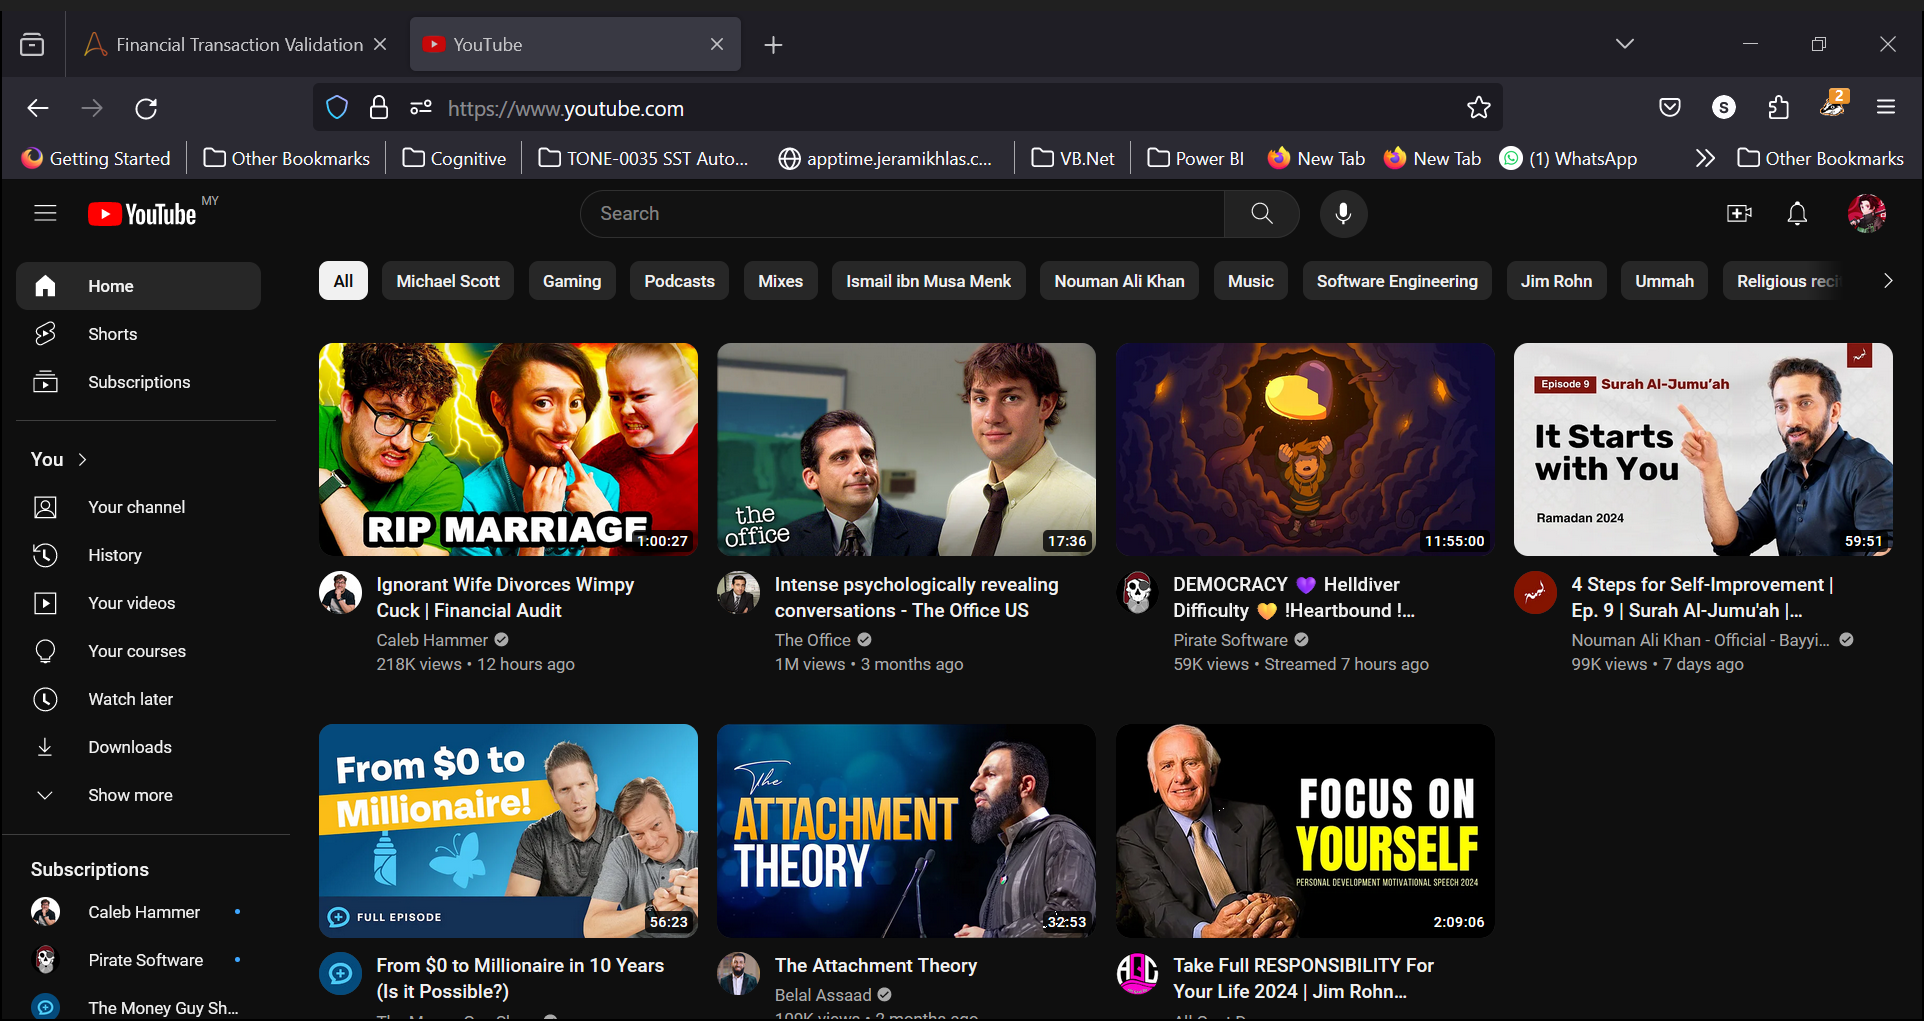 Financial Transaction Validation
YouTube
https://www.youtube.com
S
2
Getting Started
Other Bookmarks
Cognitive
TONE-0035 SST Auto...
apptime.jeramikhlas.c...
VB.Net
Power BI
New Tab
New Tab
(1) WhatsApp
Other Bookmarks
YouTube MY
Search
Home
Shorts
Subscriptions
You
Your channel
History
Your videos
Your courses
Watch later
Downloads
Show more
Subscriptions
Caleb Hammer
Pirate Software
The Money Guy Sh...
All
Michael Scott
Gaming
Podcasts
Mixes
Ismail ibn Musa Menk
Nouman Ali Khan
Music
Software Engineering
Jim Rohn
Ummah
Religious reci
RIP MARRIAGE
1:00:27
Ignorant Wife Divorces Wimpy
Cuck | Financial Audit
Caleb Hammer
218K views • 12 hours ago
the
office
17:36
Intense psychologically revealing
conversations - The Office US
The Office
1M views • 3 months ago
11:55:00
DEMOCRACY 💜 Helldiver
Difficulty 🧡 !Heartbound !...
Pirate Software
59K views • Streamed 7 hours ago
Episode 9 Surah Al-Jumu'ah
It Starts
with You
Ramadan 2024
59:51
4 Steps for Self-Improvement |
Ep. 9 | Surah Al-Jumu'ah |...
Nouman Ali Khan - Official - Bayyi...
99K views • 7 days ago
From $0 to
Millionaire!
FULL EPISODE
56:23
From $0 to Millionaire in 10 Years
(Is it Possible?)
The
ATTACHMENT
THEORY
32:53
The Attachment Theory
Belal Assaad
FOCUS ON
YOURSELF
PERSONAL DEVELOPMENT MOTIVATIONAL SPEECH 2024
2:09:06
Take Full RESPONSIBILITY For
Your Life 2024 | Jim Rohn...